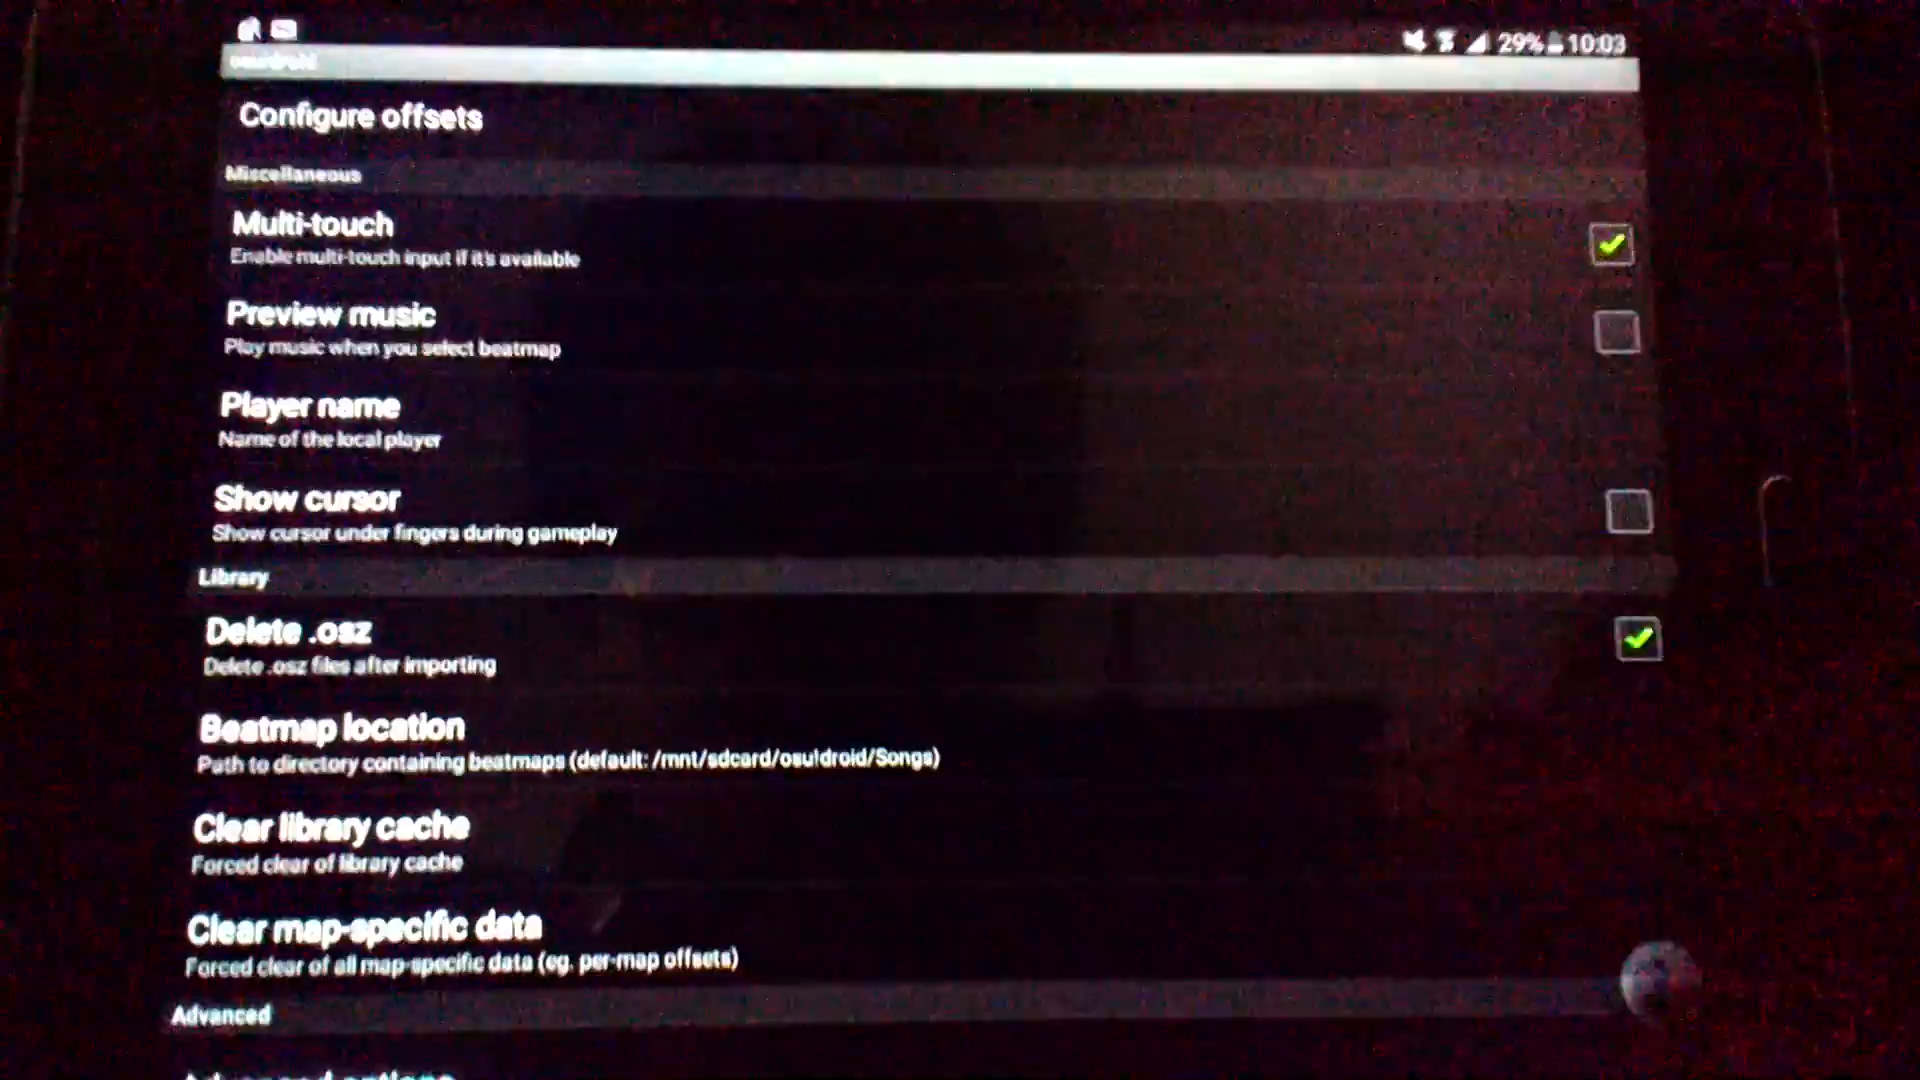 29% 10:03
osu!droid
Configure offsets
Miscellaneous
Multi-touch
Enable multi-touch input if it's available
Preview music
Play music when you select beatmap
Player name
Name of the local player
Show cursor
Show cursor under fingers during gameplay
Library
Delete .osz
Delete .osz files after importing
Beatmap location
Path to directory containing beatmaps (default: /mnt/sdcard/osu!droid/Songs)
Clear library cache
Forced clear of library cache
Clear map-specific data
Forced clear of all map-specific data (eg. per-map offsets)
Advanced
Advanced options